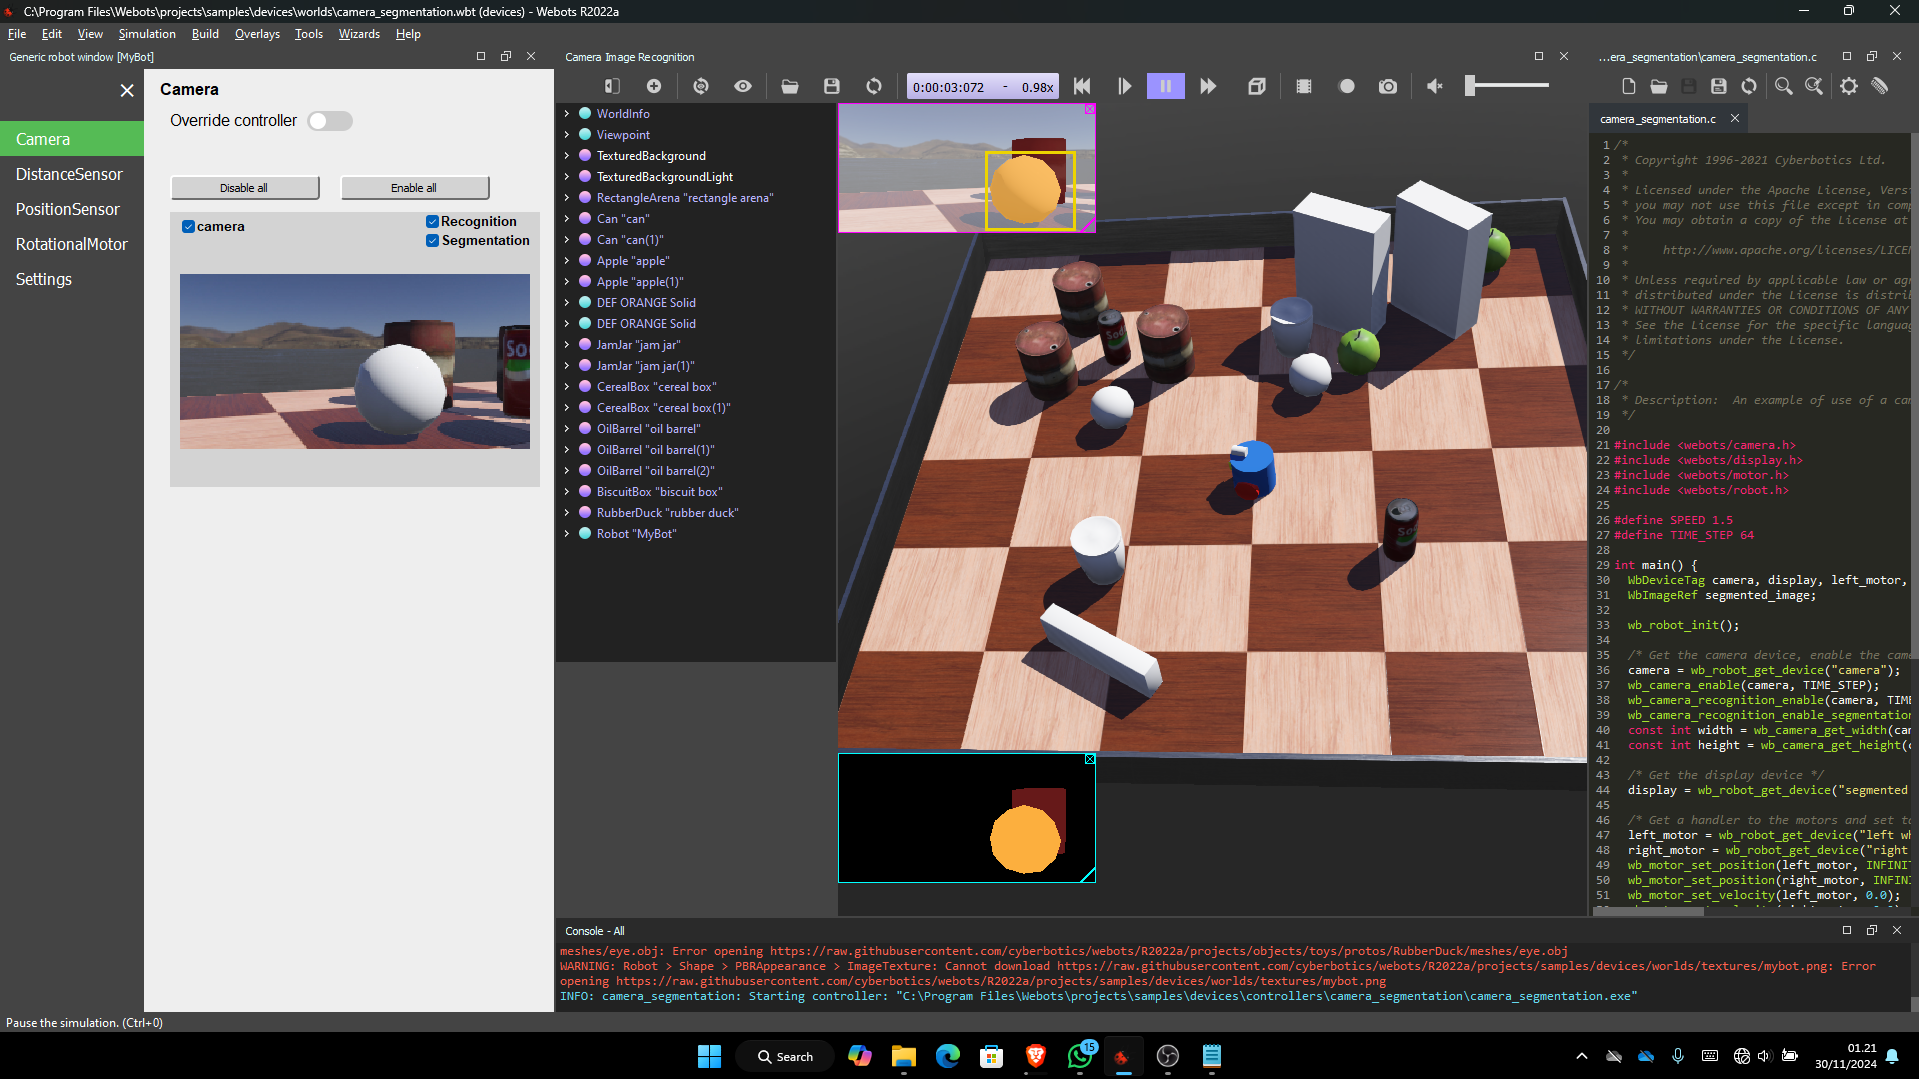 C:\Program Files\Webots\projects\samples\devices\worlds\camera_segmentation.wbt (devices) - Webots R2022a
File Edit View Simulation Build Overlays Tools Wizards Help
Generic robot window [MyBot]
Camera
Override controller
Camera
DistanceSensor
PositionSensor
RotationalMotor
Settings
Disable all
Enable all
camera
Recognition
Segmentation
Camera Image Recognition
0:00:03:072 - 0.98x
WorldInfo
Viewpoint
TexturedBackground
TexturedBackgroundLight
RectangleArena "rectangle arena"
Can "can"
Can "can(1)"
Apple "apple"
Apple "apple(1)"
DEF ORANGE Solid
DEF ORANGE Solid
JamJar "jam jar"
JamJar "jam jar(1)"
CerealBox "cereal box"
CerealBox "cereal box(1)"
OilBarrel "oil barrel"
OilBarrel "oil barrel(1)"
OilBarrel "oil barrel(2)"
BiscuitBox "biscuit box"
RubberDuck "rubber duck"
Robot "MyBot"
...era_segmentation\camera_segmentation.c
camera_segmentation.c
1 /*
2 * Copyright 1996-2021 Cyberbotics Ltd.
3 *
4 * Licensed under the Apache License, Vers
5 * you may not use this file except in comp
6 * You may obtain a copy of the License at
7 *
8 * http://www.apache.org/licenses/LICE
9 *
10 * Unless required by applicable law or agr
11 * distributed under the License is distrib
12 * WITHOUT WARRANTIES OR CONDITIONS OF ANY
13 * See the License for the specific languag
14 * limitations under the License.
15 */
16
17 /*
18 * Description: An example of use of a cam
19 */
20
21 #include <webots/camera.h>
22 #include <webots/display.h>
23 #include <webots/motor.h>
24 #include <webots/robot.h>
25
26 #define SPEED 1.5
27 #define TIME_STEP 64
28
29 int main() {
30 WbDeviceTag camera, display, left_motor,
31 WbImageRef segmented_image;
32
33 wb_robot_init();
34
35 /* Get the camera device, enable the came
36 camera = wb_robot_get_device("camera");
37 wb_camera_enable(camera, TIME_STEP);
38 wb_camera_recognition_enable(camera, TIME
39 wb_camera_recognition_enable_segmentation
40 const int width = wb_camera_get_width(cam
41 const int height = wb_camera_get_height(c
42
43 /* Get the display device */
44 display = wb_robot_get_device("segmented
45
46 /* Get a handler to the motors and set ta
47 left_motor = wb_robot_get_device("left wh
48 right_motor = wb_robot_get_device("right
49 wb_motor_set_position(left_motor, INFINIT
50 wb_motor_set_position(right_motor, INFINI
51 wb_motor_set_velocity(left_motor, 0.0);
Console - All
meshes/eye.obj: Error opening https://raw.githubusercontent.com/cyberbotics/webots/R2022a/projects/objects/toys/protos/RubberDuck/meshes/eye.obj
WARNING: Robot > Shape > PBRAppearance > ImageTexture: Cannot download https://raw.githubusercontent.com/cyberbotics/webots/R2022a/projects/samples/devices/worlds/textures/mybot.png: Error
opening https://raw.githubusercontent.com/cyberbotics/webots/R2022a/projects/samples/devices/worlds/textures/mybot.png
INFO: camera_segmentation: Starting controller: "C:\Program Files\Webots\projects\samples\devices\controllers\camera_segmentation\camera_segmentation.exe"
Pause the simulation. (Ctrl+0)
Search
15
01.21
30/11/2024